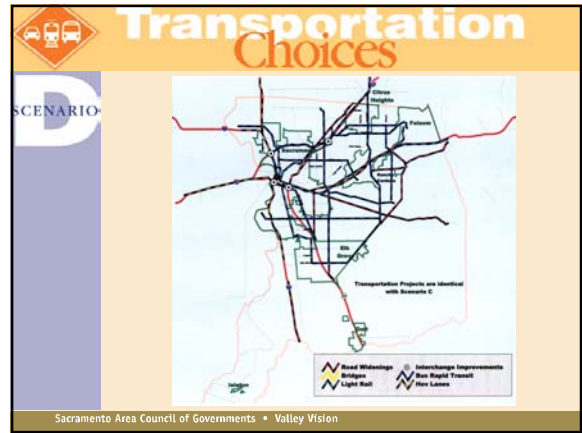 Transportation
Choices
SCENARIO
D
Citrus
Heights
Folsom
Sacramento
Elk
Grove
Transportation Projects are identical
with Scenario C
Galt
Isleton
Road Widenings
Bridges
Light Rail
Interchange Improvements
Bus Rapid Transit
Hov Lanes
Sacramento Area Council of Governments • Valley Vision